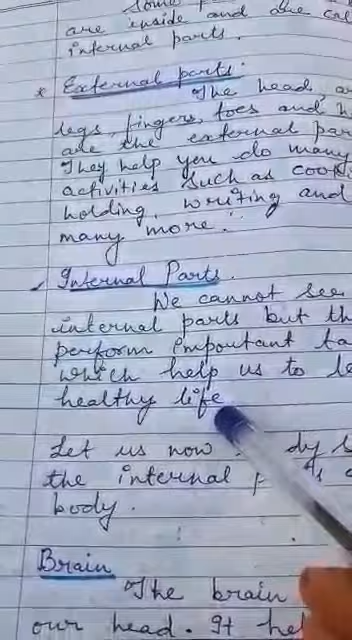 Some
are inside and are
internal parts.
* External parts:
The head,
legs, fingers, toes and
are the external
They help you do many
activities such as
holding, writing and
many more.
Internal Parts.
We cannot see
internal parts but
perform important
which help us to
healthy life
Let us now
the internal
body.
Brain
The brain
our head. It